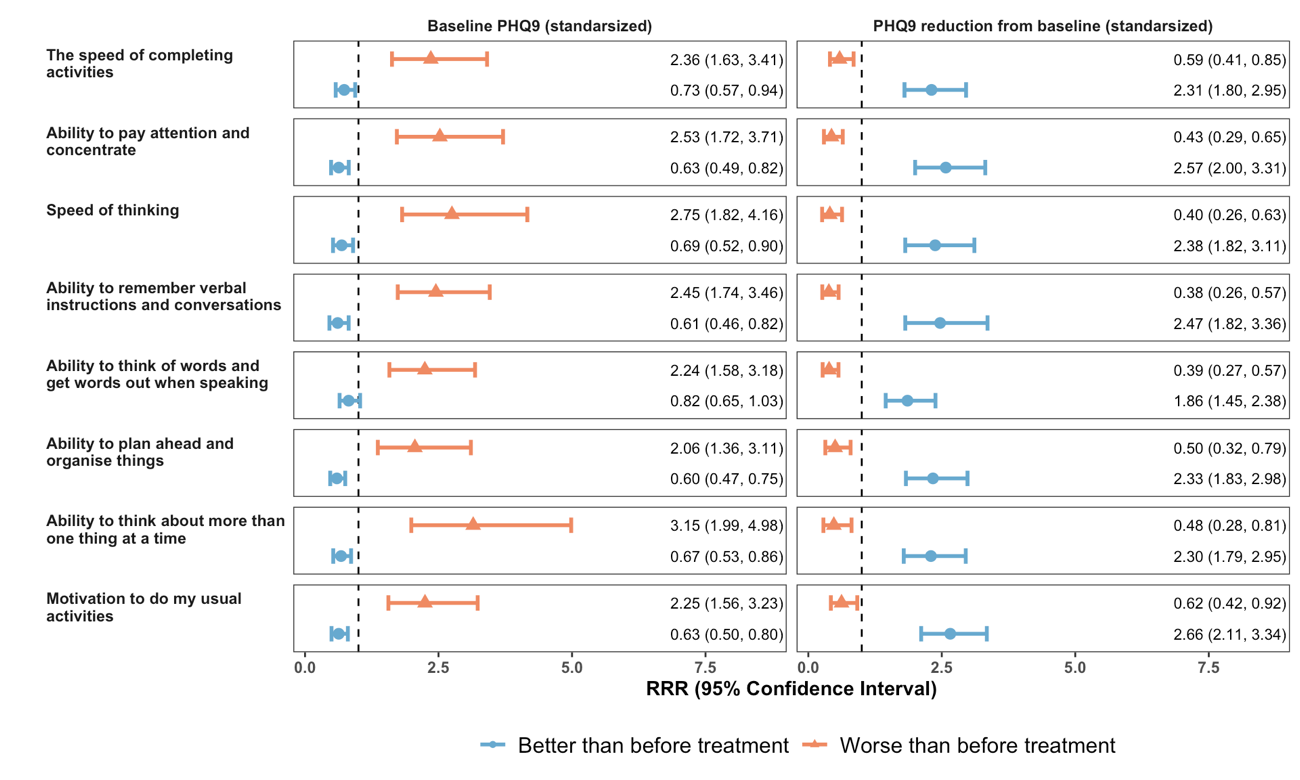 Baseline PHQ9 (standarsized)
PHQ9 reduction from baseline (standarsized)
The speed of completing
activities
2.36 (1.63, 3.41)
0.73 (0.57, 0.94)
0.59 (0.41, 0.85)
2.31 (1.80, 2.95)
Ability to pay attention and
concentrate
2.53 (1.72, 3.71)
0.63 (0.49, 0.82)
0.43 (0.29, 0.65)
2.57 (2.00, 3.31)
Speed of thinking
2.75 (1.82, 4.16)
0.69 (0.52, 0.90)
0.40 (0.26, 0.63)
2.38 (1.82, 3.11)
Ability to remember verbal
instructions and conversations
2.45 (1.74, 3.46)
0.61 (0.46, 0.82)
0.38 (0.26, 0.57)
2.47 (1.82, 3.36)
Ability to think of words and
get words out when speaking
2.24 (1.58, 3.18)
0.82 (0.65, 1.03)
0.39 (0.27, 0.57)
1.86 (1.45, 2.38)
Ability to plan ahead and
organise things
2.06 (1.36, 3.11)
0.60 (0.47, 0.75)
0.50 (0.32, 0.79)
2.33 (1.83, 2.98)
Ability to think about more than
one thing at a time
3.15 (1.99, 4.98)
0.67 (0.53, 0.86)
0.48 (0.28, 0.81)
2.30 (1.79, 2.95)
Motivation to do my usual
activities
2.25 (1.56, 3.23)
0.63 (0.50, 0.80)
0.62 (0.42, 0.92)
2.66 (2.11, 3.34)
0.0 2.5 5.0 7.5
0.0 2.5 5.0 7.5
RRR (95% Confidence Interval)
Better than before treatment
Worse than before treatment